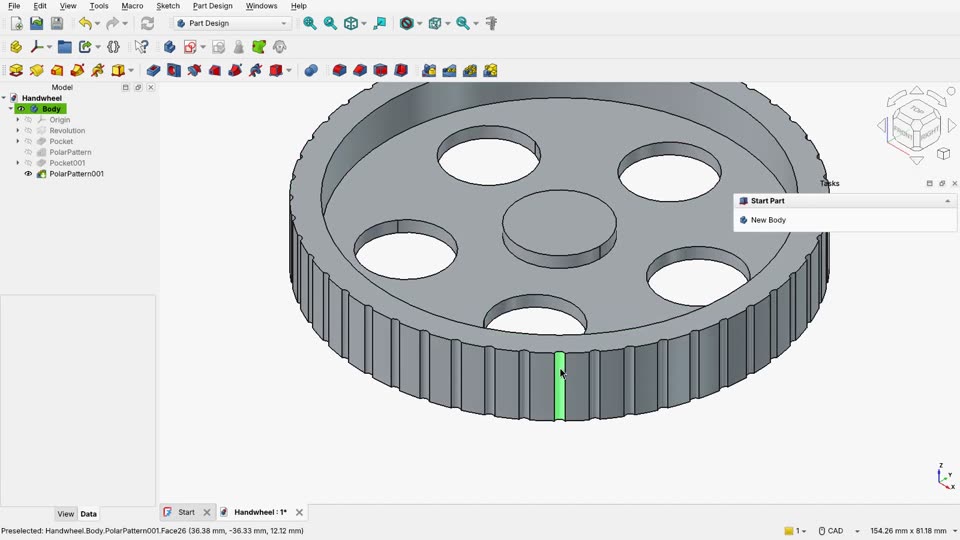 File Edit View Tools Macro Sketch Part Design Windows Help
Part Design
Model
Handwheel
Body
Origin
Revolution
Pocket
PolarPattern
Pocket001
PolarPattern001
FRONT
RIGHT
Tasks
Start Part
New Body
Z
Y
X
View Data
Start Handwheel : 1*
Preselected: Handwheel.Body.PolarPattern001.Face26 (36.38 mm, -36.33 mm, 12.12 mm) 1 CAD 154.26 mm x 81.18 mm